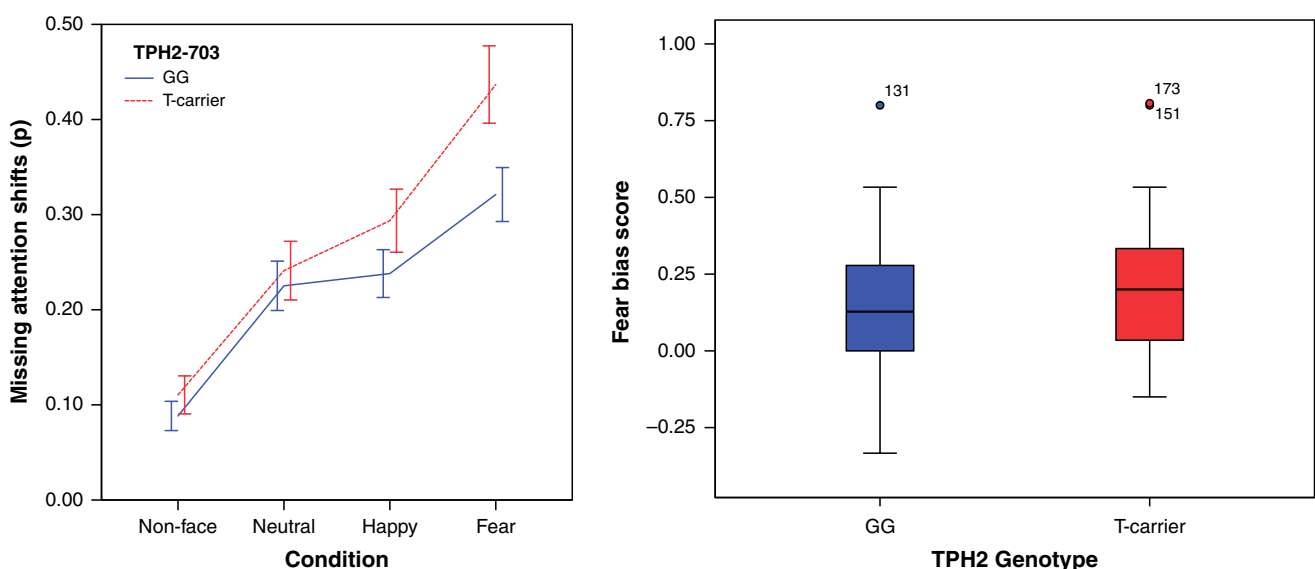 0.50
0.40
0.30
0.20
0.10
0.00
Missing attention shifts (p)
TPH2-703
GG
T-carrier
Non-face Neutral Happy Fear
Condition
1.00
0.75
0.50
0.25
0.00
−0.25
Fear bias score
131
173
151
GG T-carrier
TPH2 Genotype